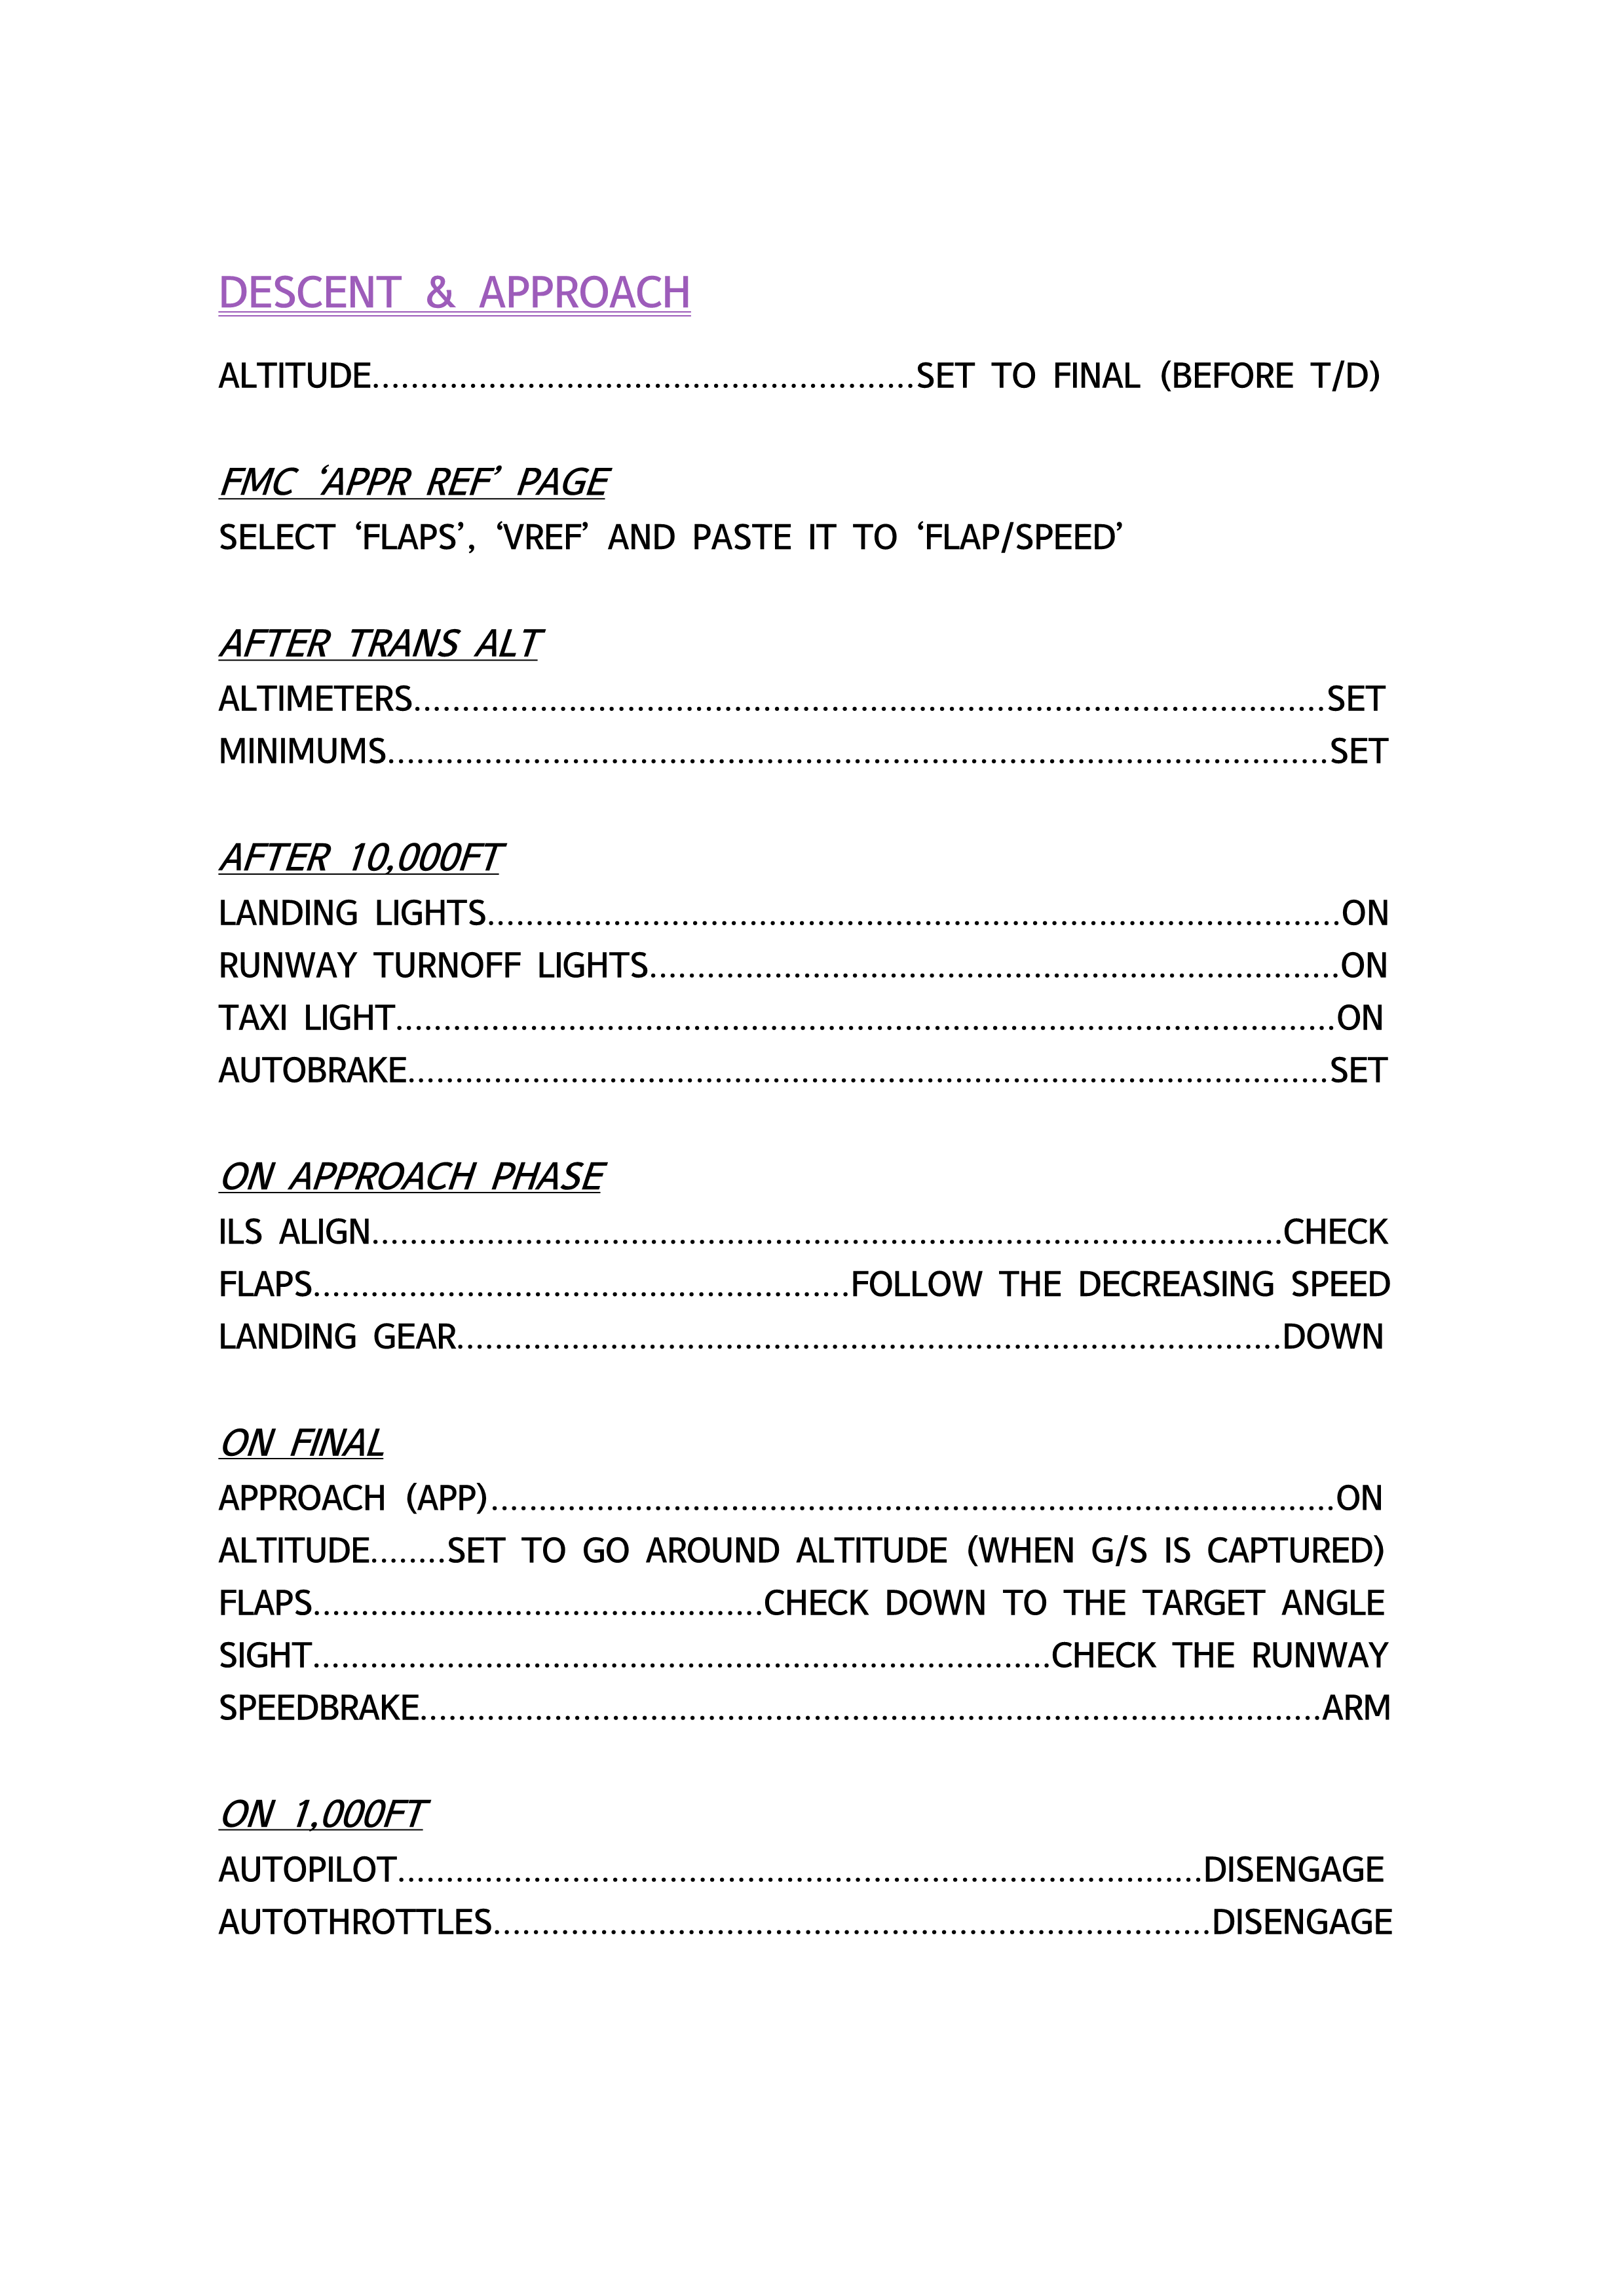 DESCENT & APPROACH
ALTITUDE........................................................SET TO FINAL (BEFORE T/D)
FMC ‘APPR REF’ PAGE
SELECT ‘FLAPS’, ‘VREF’ AND PASTE IT TO ‘FLAP/SPEED’
AFTER TRANS ALT
ALTIMETERS..............................................................................................SET
MINIMUMS.................................................................................................SET
AFTER 10,000FT
LANDING LIGHTS........................................................................................ON
RUNWAY TURNOFF LIGHTS.......................................................................ON
TAXI LIGHT.................................................................................................ON
AUTOBRAKE...............................................................................................SET
ON APPROACH PHASE
ILS ALIGN..............................................................................................CHECK
FLAPS.......................................................FOLLOW THE DECREASING SPEED
LANDING GEAR.....................................................................................DOWN
ON FINAL
APPROACH (APP).......................................................................................ON
ALTITUDE........SET TO GO AROUND ALTITUDE (WHEN G/S IS CAPTURED)
FLAPS..............................................CHECK DOWN TO THE TARGET ANGLE
SIGHT............................................................................CHECK THE RUNWAY
SPEEDBRAKE.............................................................................................ARM
ON 1,000FT
AUTOPILOT...................................................................................DISENGAGE
AUTOTHROTTLES..........................................................................DISENGAGE